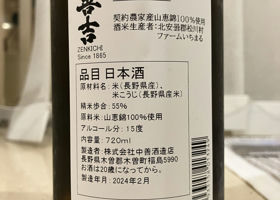 善吉
ZENKICHI
Since 1865
契約農家産山恵錦100%使用
酒米生産者：北安曇郡松川村
ファームいちまる
品目 日本酒
原材料名：米（長野県産）、
米こうじ（長野県産米）
精米歩合：55％
原料米：山恵錦100％使用
アルコール分：15度
内容量：720ml
製造者：株式会社中善酒造店
長野県木曽郡木曽町福島5990
お酒は20歳になってから。
製造年月：2024年2月